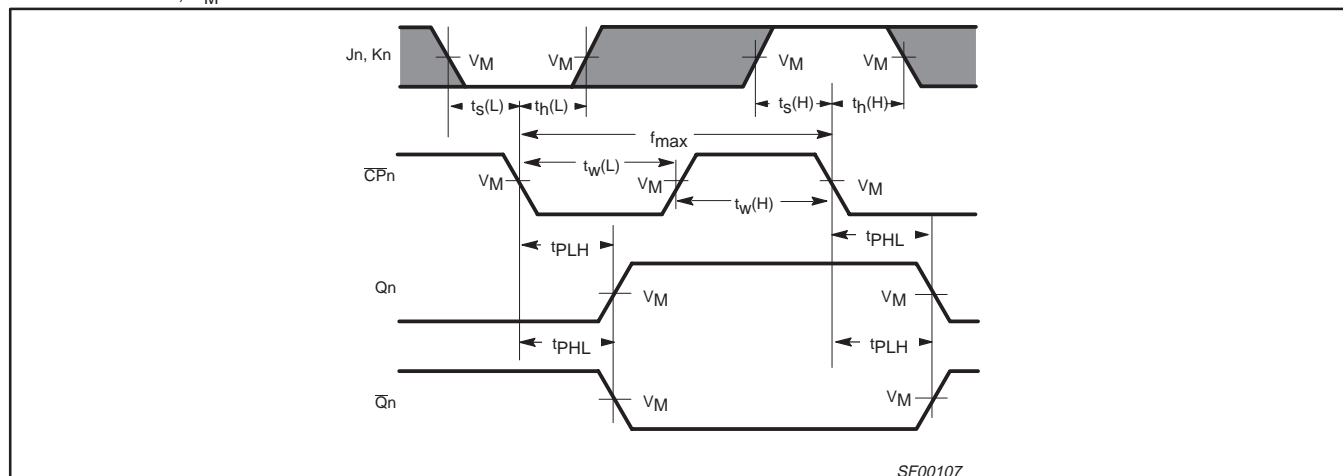 M
Jn, Kn
VM VM VM VM
ts(L) th(L) ts(H) th(H)
fmax
tw(L)
CPn VM VM VM
tw(H)
tPLH tPHL
Qn VM VM
tPHL tPLH
Qn VM VM
SF00107